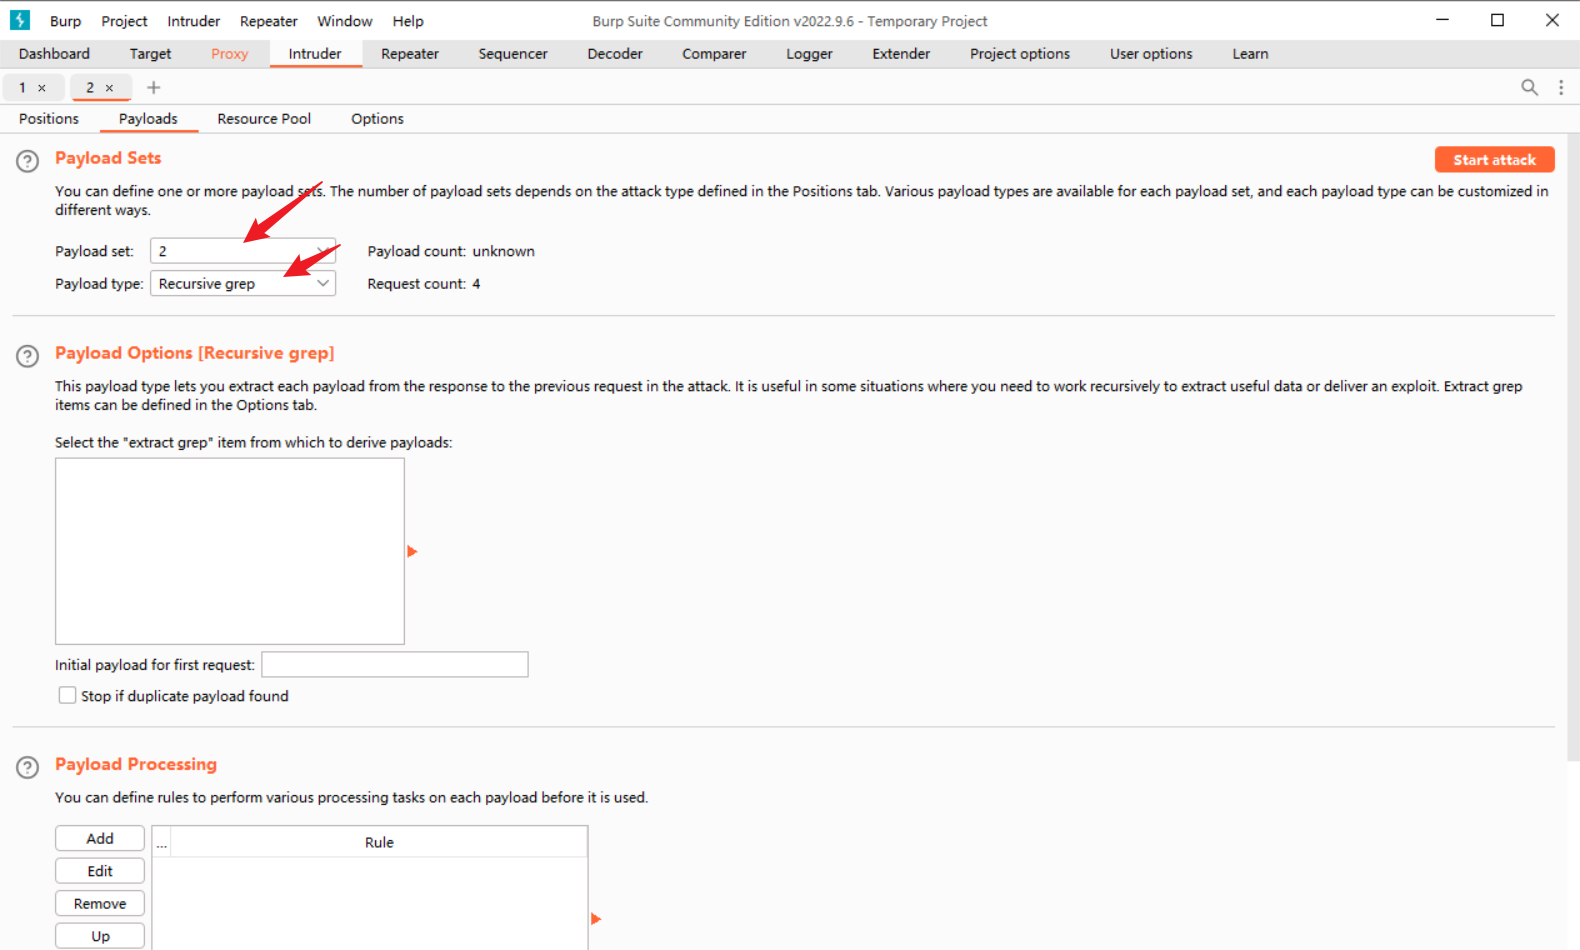 Burp Project Intruder Repeater Window Help Burp Suite Community Edition v2022.9.6 - Temporary Project
Dashboard Target Proxy Intruder Repeater Sequencer Decoder Comparer Logger Extender Project options User options Learn
1 × 2 × +
Positions Payloads Resource Pool Options
? Payload Sets Start attack
You can define one or more payload sets. The number of payload sets depends on the attack type defined in the Positions tab. Various payload types are available for each payload set, and each payload type can be customized in
different ways.
Payload set: 2 Payload count: unknown
Payload type: Recursive grep Request count: 4
? Payload Options [Recursive grep]
This payload type lets you extract each payload from the response to the previous request in the attack. It is useful in some situations where you need to work recursively to extract useful data or deliver an exploit. Extract grep
items can be defined in the Options tab.
Select the "extract grep" item from which to derive payloads:
Initial payload for first request:
Stop if duplicate payload found
? Payload Processing
You can define rules to perform various processing tasks on each payload before it is used.
Add ... Rule
Edit
Remove
Up